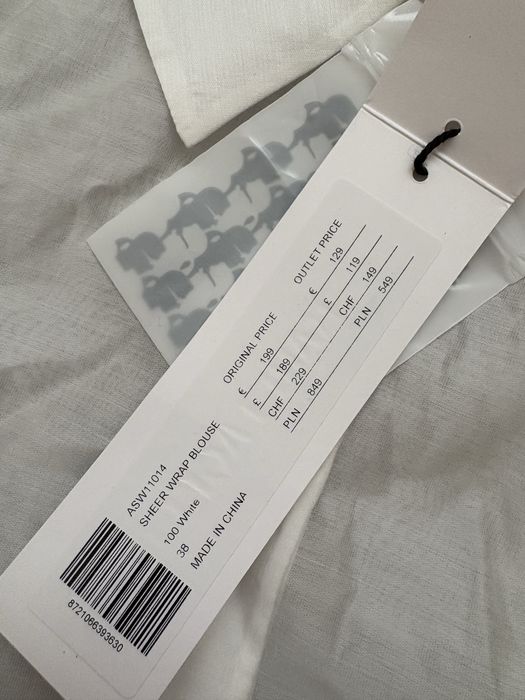 ORIGINAL PRICE OUTLET PRICE
€ 199 € 129
£ 189 £ 119
CHF 229 CHF 149
PLN 849 PLN 549
ASW11014
SHEER WRAP BLOUSE
100 White
38
MADE IN CHINA
8721066393630